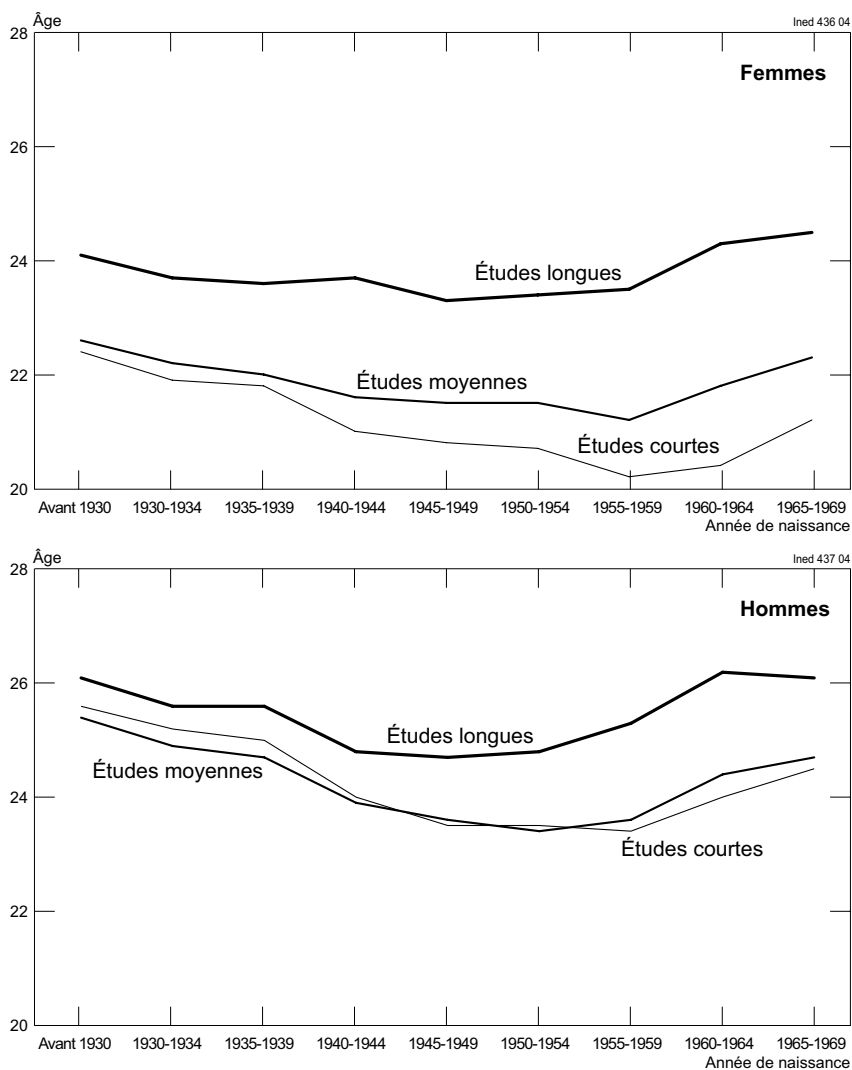 Âge
Ined 436 04
28
Femmes
26
24
Études longues
22
Études moyennes
Études courtes
20
Avant 1930 1930-1934 1935-1939 1940-1944 1945-1949 1950-1954 1955-1959 1960-1964 1965-1969
Année de naissance
Âge
Ined 437 04
28
Hommes
26
Études longues
Études moyennes
24
Études courtes
22
20
Avant 1930 1930-1934 1935-1939 1940-1944 1945-1949 1950-1954 1955-1959 1960-1964 1965-1969
Année de naissance